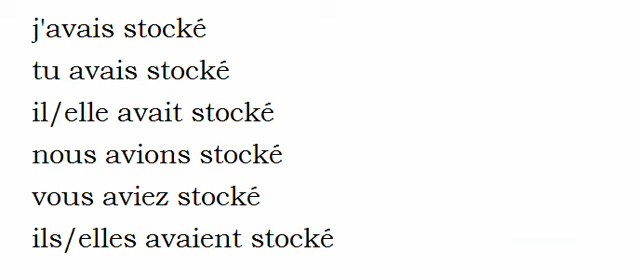 j'avais stocké
tu avais stocké
il/elle avait stocké
nous avions stocké
vous aviez stocké
ils/elles avaient stocké